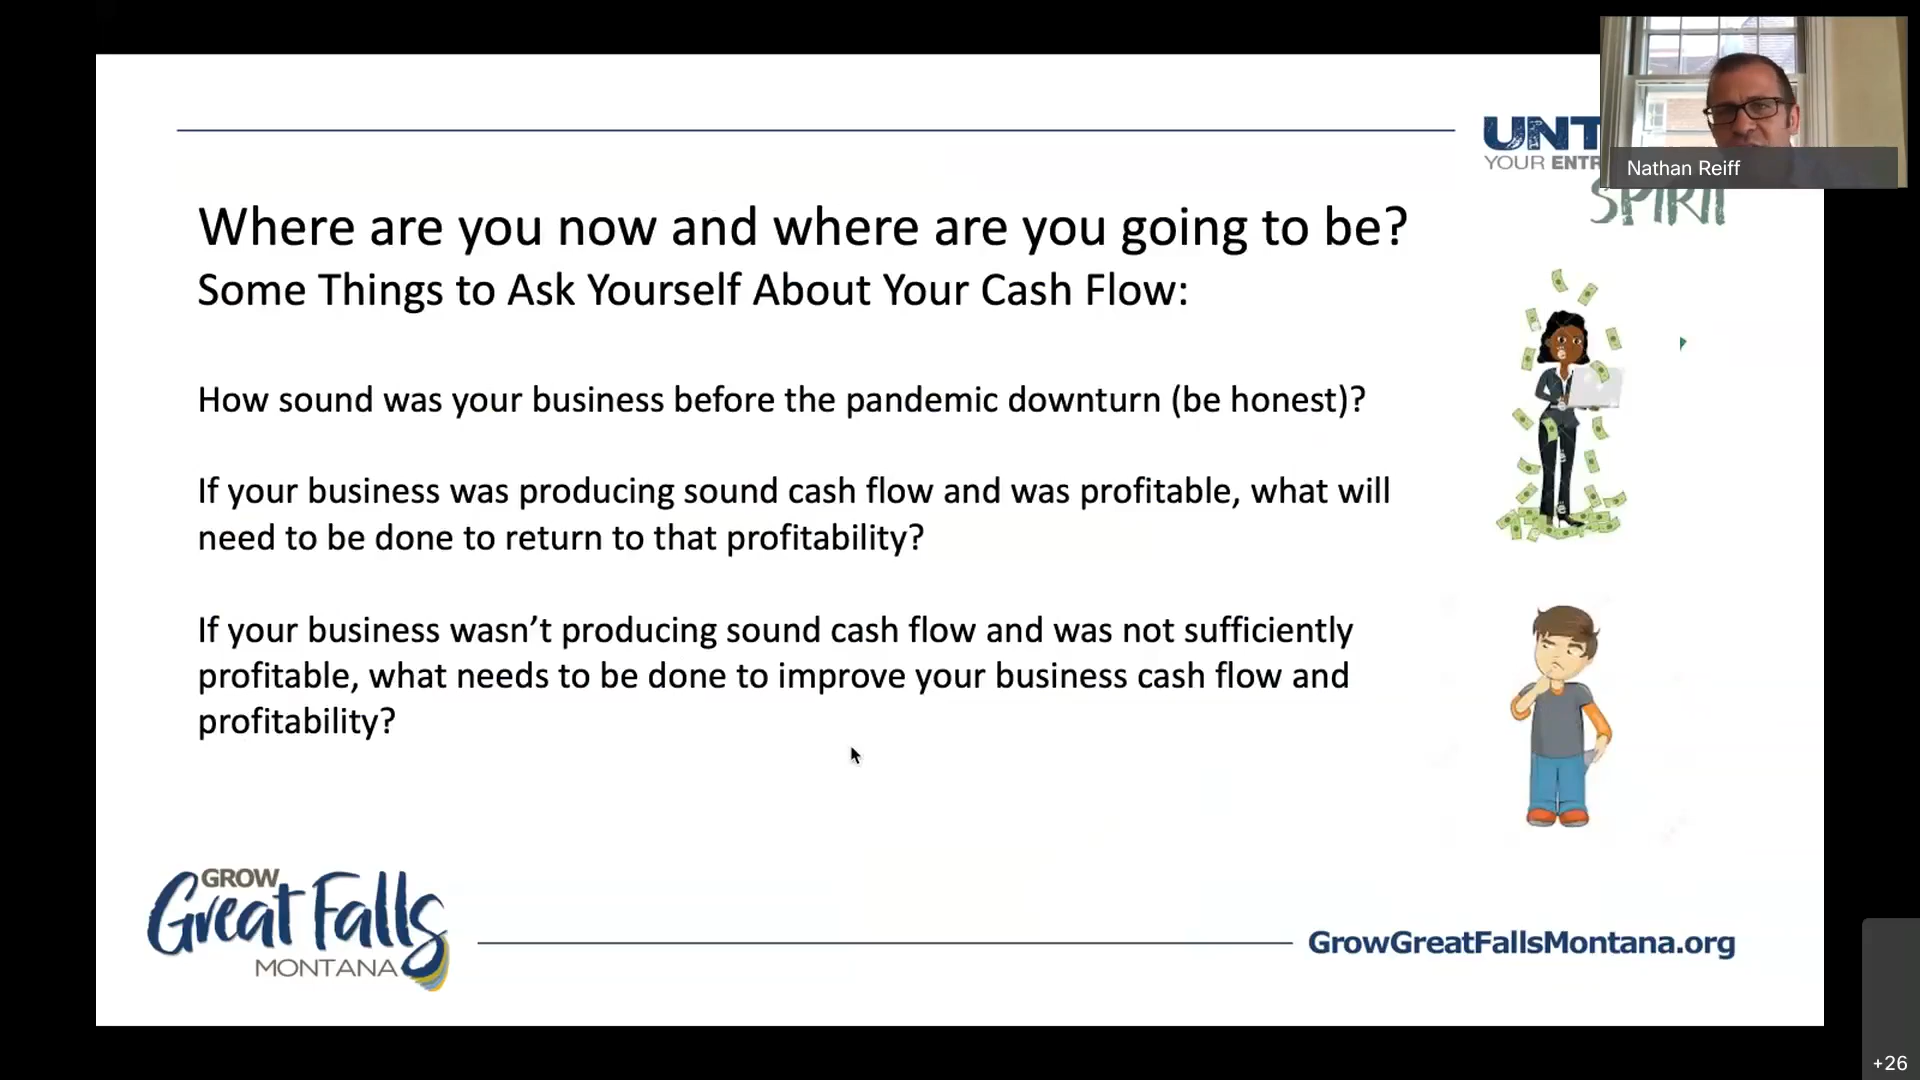 UNT
YOUR ENTR
SPIRIT
Nathan Reiff
Where are you now and where are you going to be?
Some Things to Ask Yourself About Your Cash Flow:
How sound was your business before the pandemic downturn (be honest)?
If your business was producing sound cash flow and was profitable, what will
need to be done to return to that profitability?
If your business wasn’t producing sound cash flow and was not sufficiently
profitable, what needs to be done to improve your business cash flow and
profitability?
GROW
Great Falls
MONTANA
GrowGreatFallsMontana.org
+26